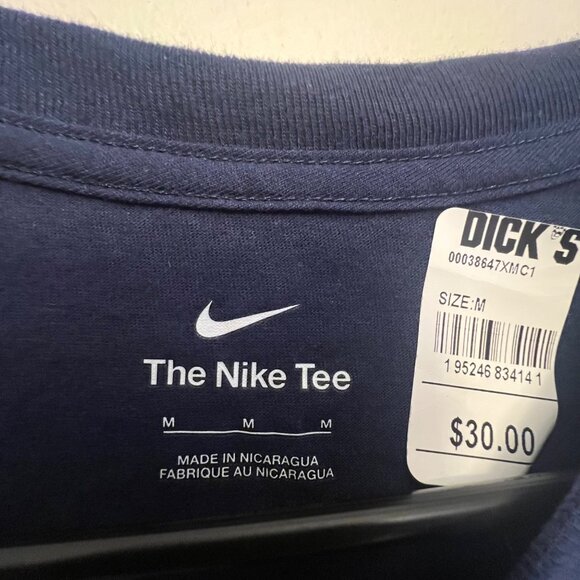 DICK'S
00038647XMC1
SIZE:M
1 95246 83414 1
$30.00
The Nike Tee
M M M
MADE IN NICARAGUA
FABRIQUE AU NICARAGUA